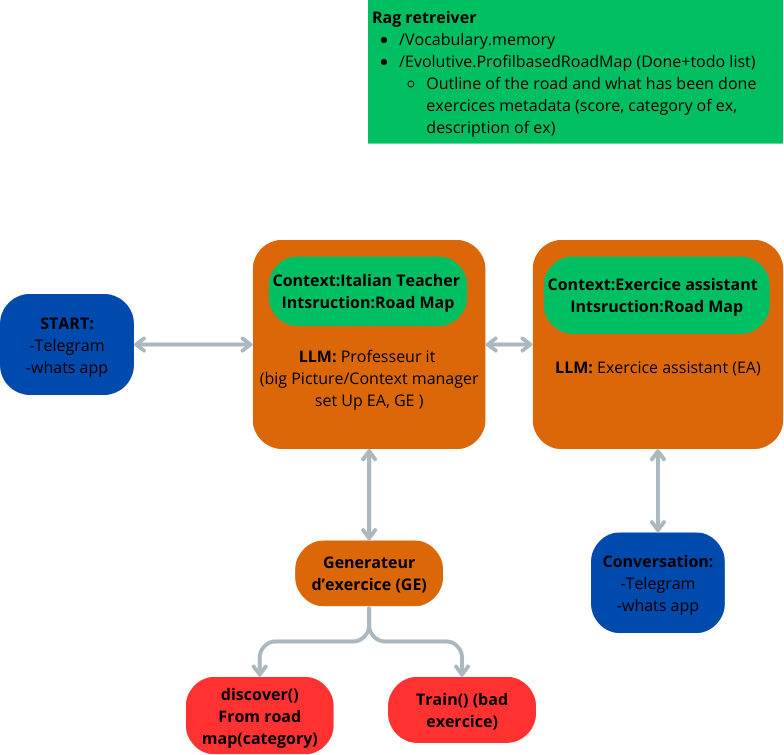 Rag retreiver
• /Vocabulary.memory
• /Evolutive.ProfilbasedRoadMap (Done+todo list)
◦ Outline of the road and what has been done
exercices metadata (score, category of ex,
description of ex)
START:
-Telegram
-whats app
Context:Italian Teacher
Intsruction:Road Map
LLM: Professeur it
(big Picture/Context manager
set Up EA, GE )
Context:Exercice assistant
Intsruction:Road Map
LLM: Exercice assistant (EA)
Generateur
d’exercice (GE)
Conversation:
-Telegram
-whats app
discover()
From road
map(category)
Train() (bad
exercice)